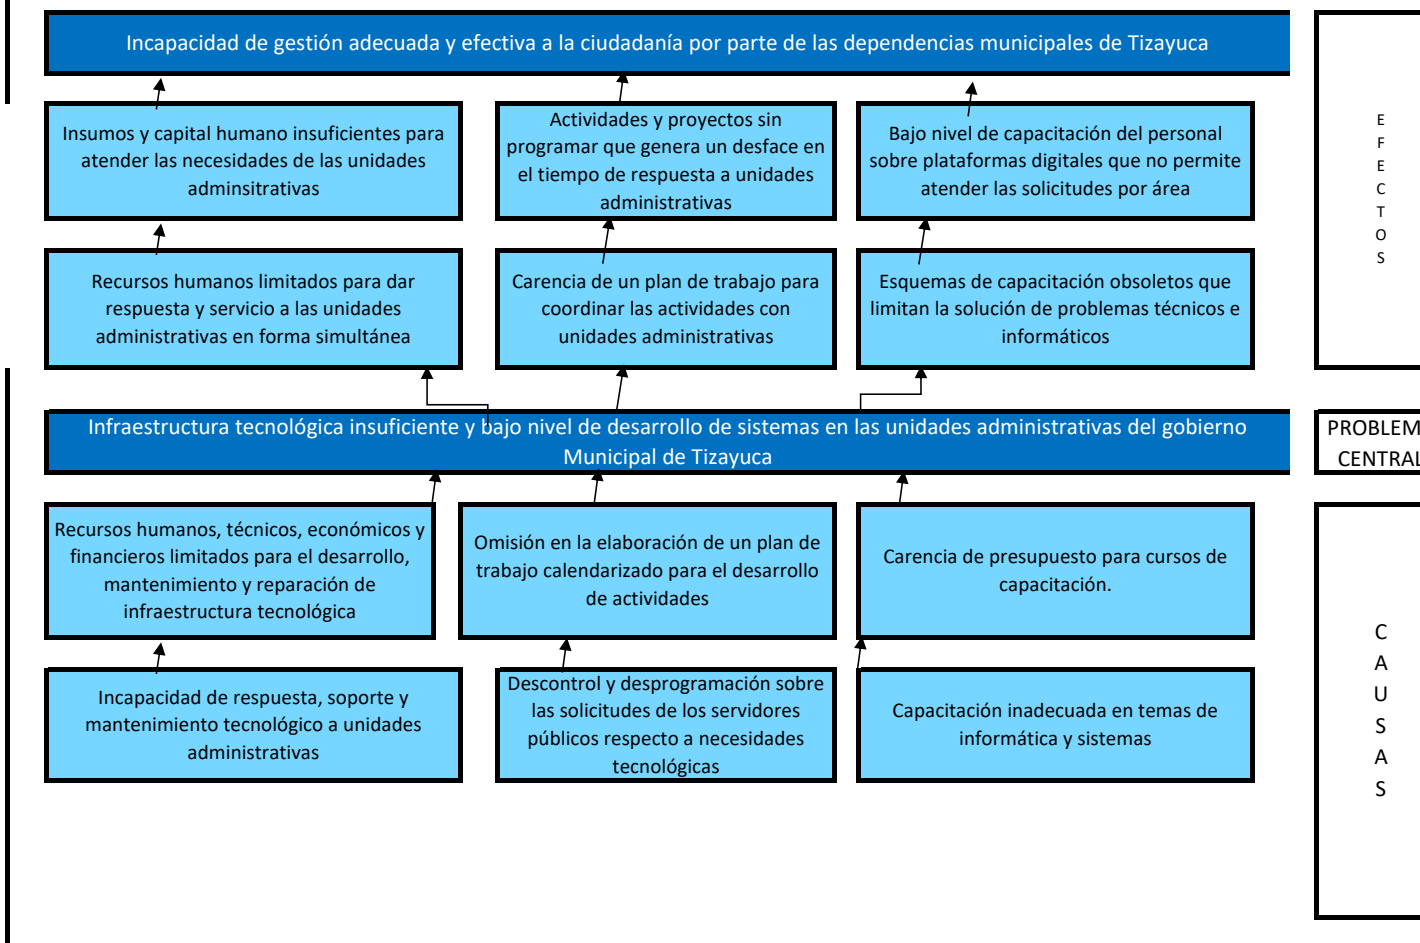 Incapacidad de gestión adecuada y efectiva a la ciudadanía por parte de las dependencias municipales de Tizayuca
Insumos y capital humano insuficientes para
atender las necesidades de las unidades
adminsitrativas
Actividades y proyectos sin
programar que genera un desface en
el tiempo de respuesta a unidades
administrativas
Bajo nivel de capacitación del personal
sobre plataformas digitales que no permite
atender las solicitudes por área
E
F
E
C
T
O
S
Recursos humanos limitados para dar
respuesta y servicio a las unidades
administrativas en forma simultánea
Carencia de un plan de trabajo para
coordinar las actividades con
unidades administrativas
Esquemas de capacitación obsoletos que
limitan la solución de problemas técnicos e
informáticos
Infraestructura tecnológica insuficiente y bajo nivel de desarrollo de sistemas en las unidades administrativas del gobierno
Municipal de Tizayuca
PROBLEM
CENTRAL
Recursos humanos, técnicos, económicos y
financieros limitados para el desarrollo,
mantenimiento y reparación de
infraestructura tecnológica
Omisión en la elaboración de un plan de
trabajo calendarizado para el desarrollo
de actividades
Carencia de presupuesto para cursos de
capacitación.
C
A
U
S
A
S
Incapacidad de respuesta, soporte y
mantenimiento tecnológico a unidades
administrativas
Descontrol y desprogramación sobre
las solicitudes de los servidores
públicos respecto a necesidades
tecnológicas
Capacitación inadecuada en temas de
informática y sistemas